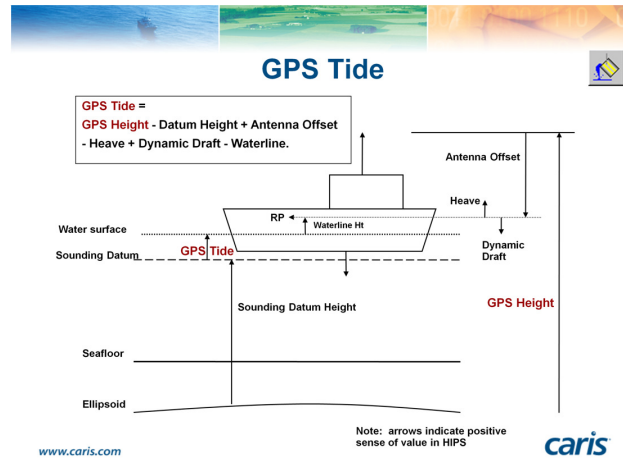 GPS Tide
GPS Tide =
GPS Height - Datum Height + Antenna Offset
- Heave + Dynamic Draft - Waterline.
Antenna Offset
Heave
RP
Waterline Ht
Water surface
GPS Tide
Dynamic
Draft
Sounding Datum
Sounding Datum Height
GPS Height
Seafloor
Ellipsoid
Note: arrows indicate positive
sense of value in HIPS
www.caris.com
caris